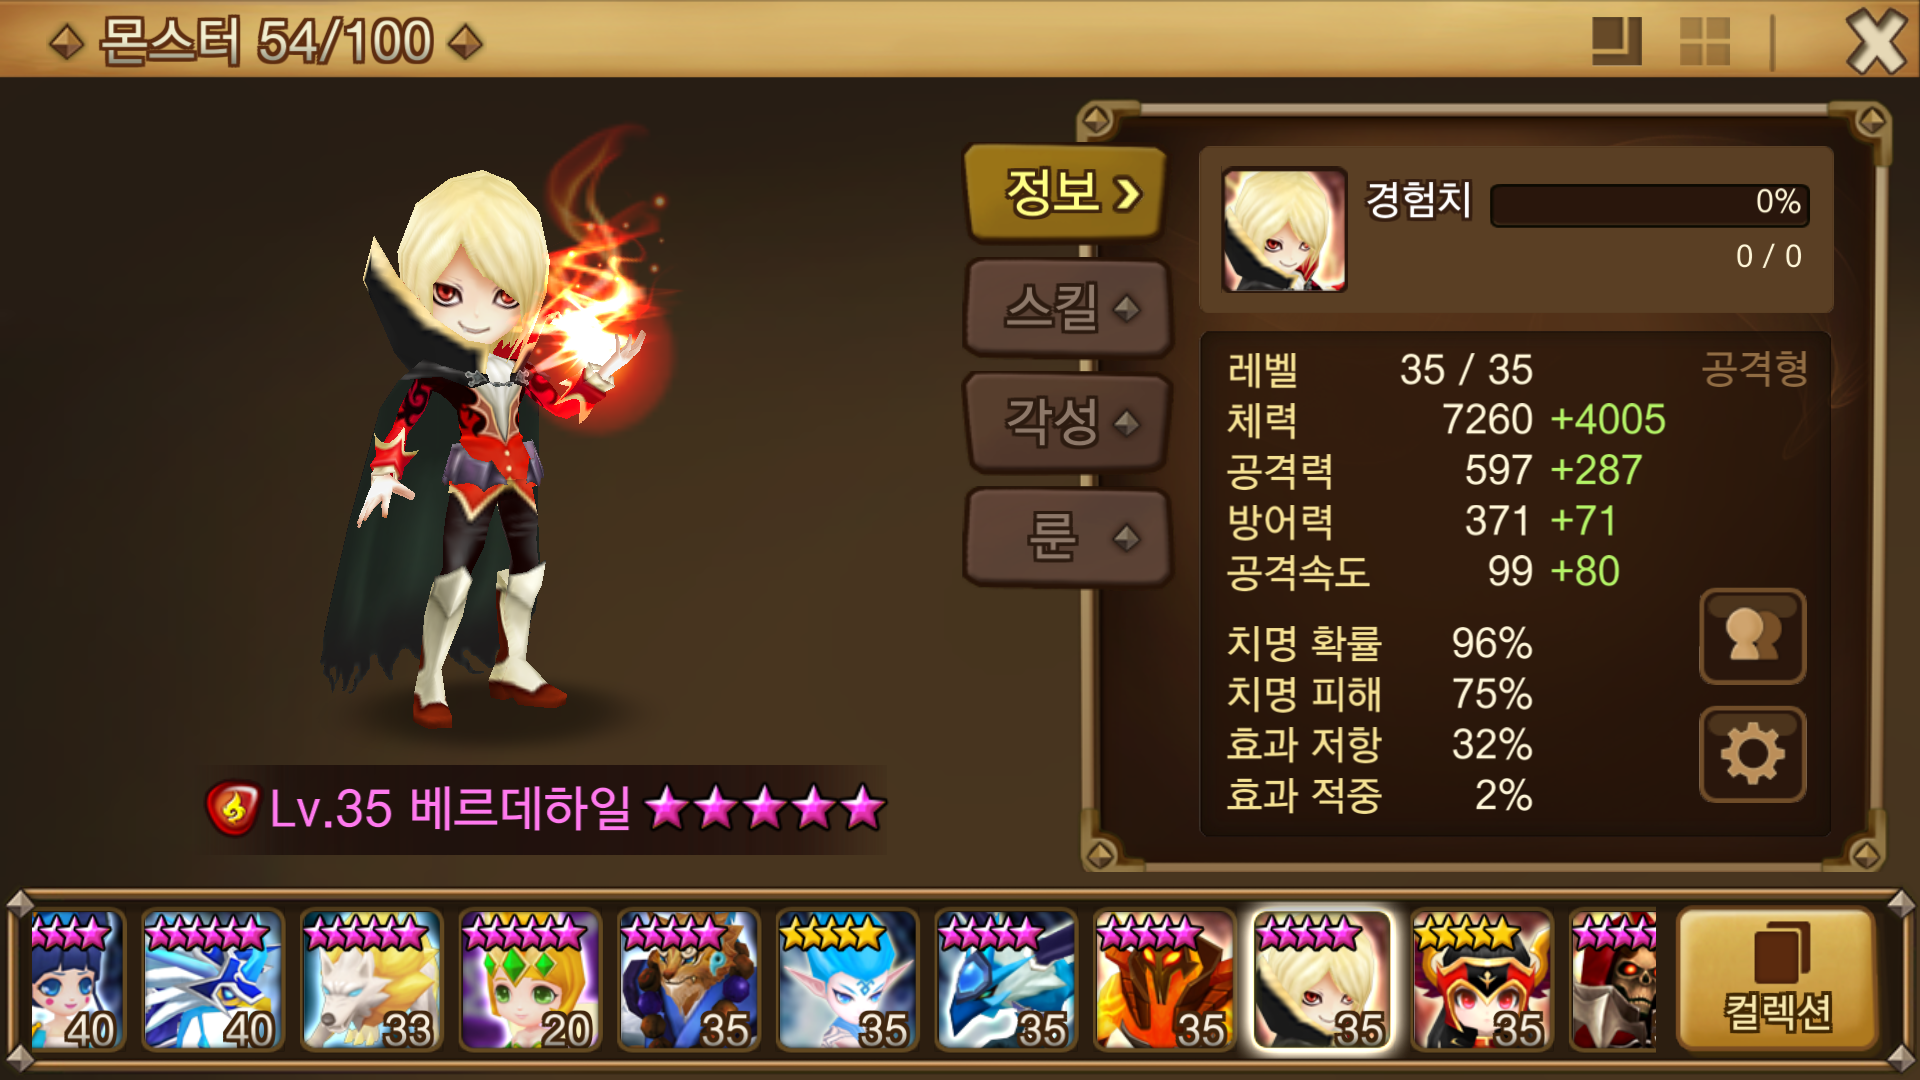 몬스터 54/100
정보
스킬
각성
룬
경험치 0%
0 / 0
레벨 35 / 35 공격형
체력 7260 +4005
공격력 597 +287
방어력 371 +71
공격속도 99 +80
치명 확률 96%
치명 피해 75%
효과 저항 32%
효과 적중 2%
Lv.35 베르데하일
40 40 33 20 35 35 35 35 35 35
컬렉션